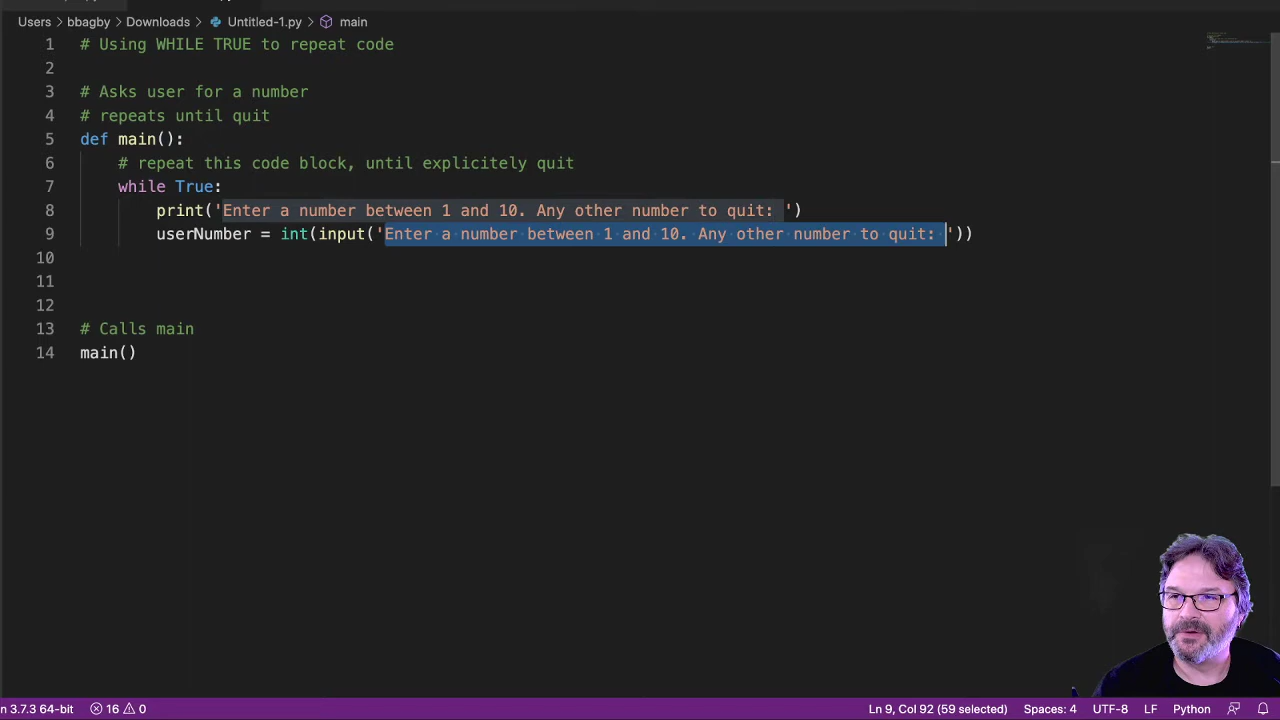 Users > bbagby > Downloads > Untitled-1.py > main
1 # Using WHILE TRUE to repeat code
2
3 # Asks user for a number
4 # repeats until quit
5 def main():
6 # repeat this code block, until explicitely quit
7 while True:
8 print('Enter a number between 1 and 10. Any other number to quit: ')
9 userNumber = int(input('Enter a number between 1 and 10. Any other number to quit: '))
10
11
12
13 # Calls main
14 main()
n 3.7.3 64-bit 16 0 Ln 9, Col 92 (59 selected) Spaces: 4 UTF-8 LF Python